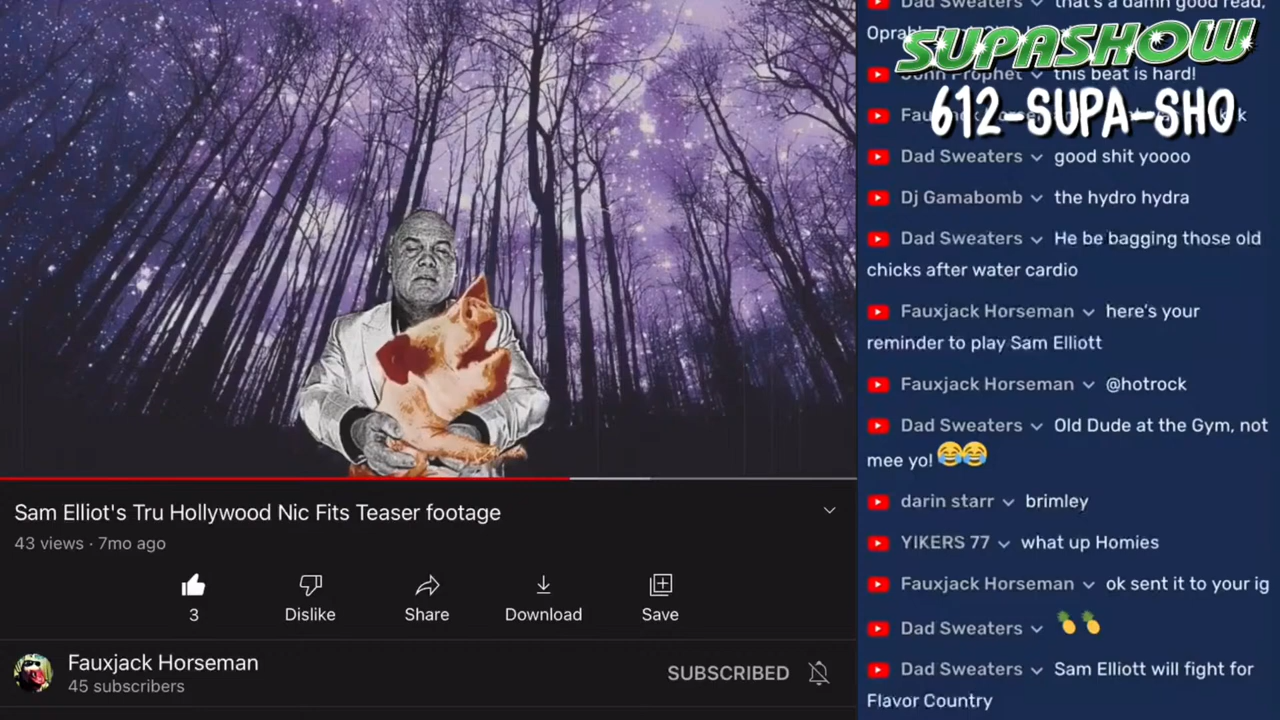 Sam Elliot's Tru Hollywood Nic Fits Teaser footage
43 views · 7mo ago
3
Dislike
Share
Download
Save
Fauxjack Horseman
45 subscribers
SUBSCRIBED
SUPASHOW
612-SUPA-SHO
Dad Sweaters that's a damn good read,
John Prophet this beat is hard!
Dad Sweaters good shit yoooo
Dj Gamabomb the hydro hydra
Dad Sweaters He be bagging those old
chicks after water cardio
Fauxjack Horseman here's your
reminder to play Sam Elliott
Fauxjack Horseman @hotrock
Dad Sweaters Old Dude at the Gym, not
mee yo! 😂😂
darin starr brimley
YIKERS 77 what up Homies
Fauxjack Horseman ok sent it to your ig
Dad Sweaters 🍍🍍
Dad Sweaters Sam Elliott will fight for
Flavor Country